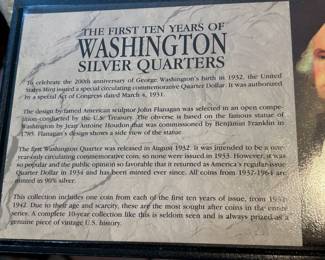 THE FIRST TEN YEARS OF
WASHINGTON
SILVER QUARTERS
To celebrate the 200th anniversary of George Washington's birth in 1932, the United
States Mint issued a special circulating commemorative Quarter Dollar. It was authorized
by a special Act of Congress dated March 4, 1931.
The design by famed American sculptor John Flanagan was selected in an open compe-
tition conducted by the U.S. Treasury. The obverse is based on the famous statue of
Washington by Jean Antoine Houdon that was commissioned by Benjamin Franklin in
1785. Flanagan's design shows a side view of the statue.
The first Washington Quarter was released in August 1932. It was intended to be a one-
year-only circulating commemorative coin, so none were issued in 1933. However, it was
so popular and the public opinion so favorable that it returned as America's regular-issue
Quarter Dollar in 1934 and has been minted ever since. All coins from 1932-1964 are
minted in 90% silver.
This collection includes one coin from each of the first ten years of issue, from 1932-
1942. Due to their age and scarcity, these are the most sought after coins in the entire
series. A complete 10-year collection like this is seldom seen and is always prized as a
genuine piece of vintage U.S. history.